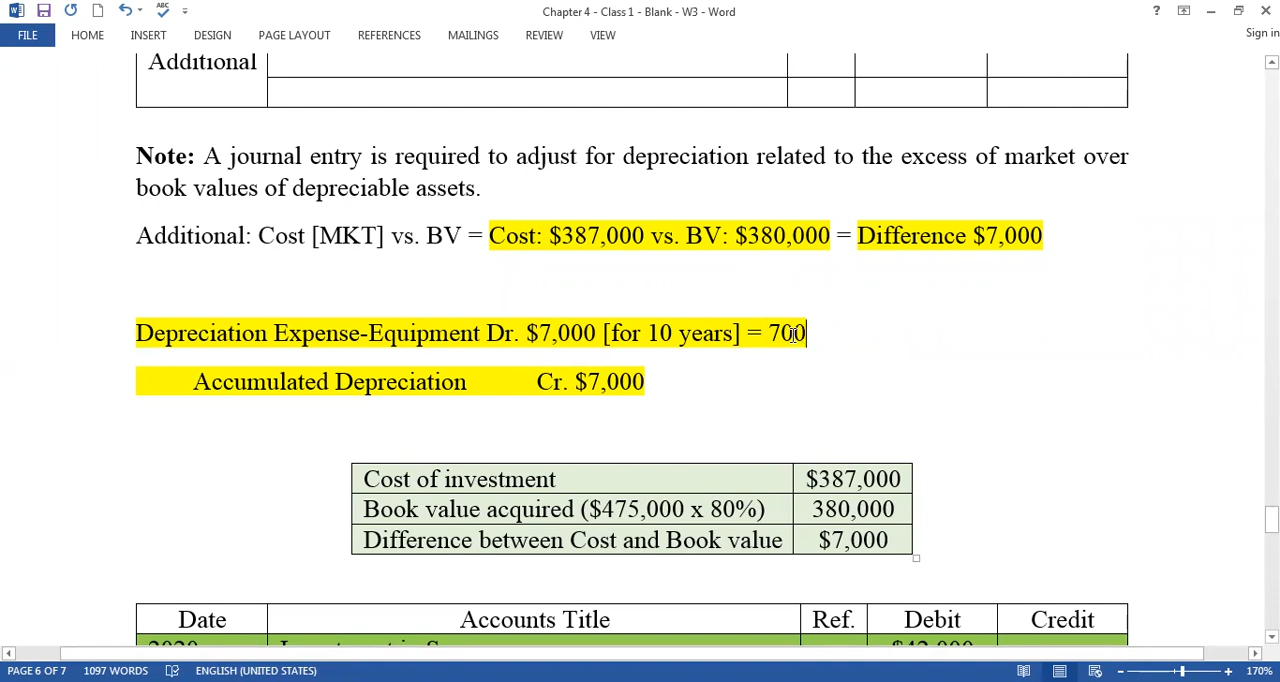 Chapter 4 - Class 1 - Blank - W3 - Word
FILE HOME INSERT DESIGN PAGE LAYOUT REFERENCES MAILINGS REVIEW VIEW Sign in
Additional
Note: A journal entry is required to adjust for depreciation related to the excess of market over
book values of depreciable assets.
Additional: Cost [MKT] vs. BV = Cost: $387,000 vs. BV: $380,000 = Difference $7,000
Depreciation Expense-Equipment Dr. $7,000 [for 10 years] = 700
Accumulated Depreciation Cr. $7,000
Cost of investment $387,000
Book value acquired ($475,000 x 80%) 380,000
Difference between Cost and Book value $7,000
Date Accounts Title Ref. Debit Credit
2020 Investment in S $42,000
PAGE 6 OF 7 1097 WORDS ENGLISH (UNITED STATES) 170%